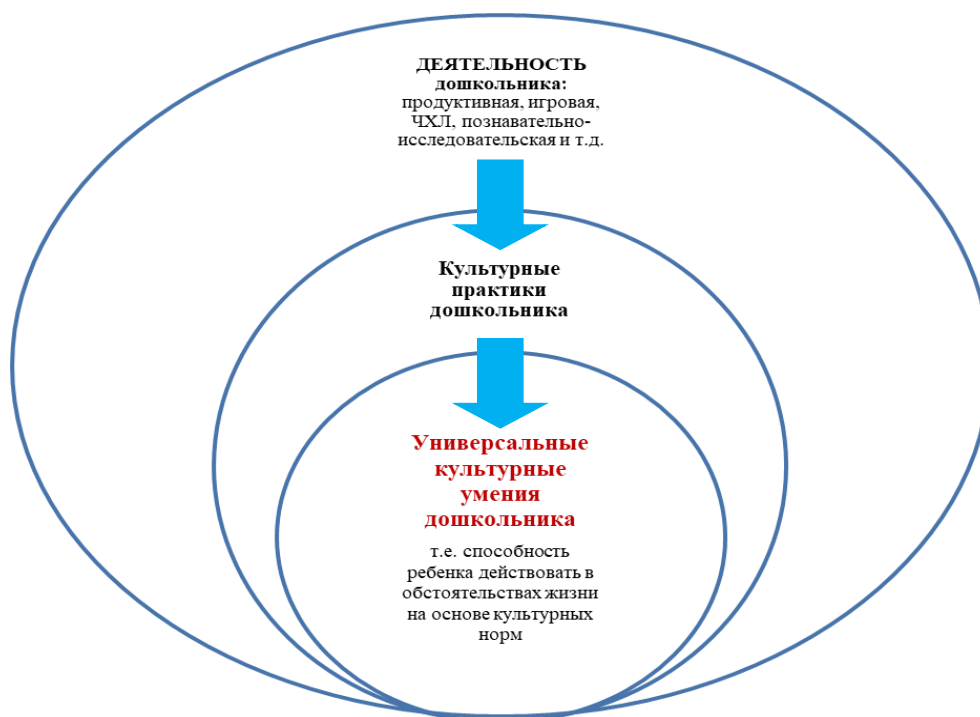 ДЕЯТЕЛЬНОСТЬ
дошкольника:
продуктивная, игровая,
ЧХЛ, познавательно-
исследовательская и т.д.
Культурные
практики
дошкольника
Универсальные
культурные
умения
дошкольника
т.е. способность
ребенка действовать в
обстоятельствах жизни
на основе культурных
норм